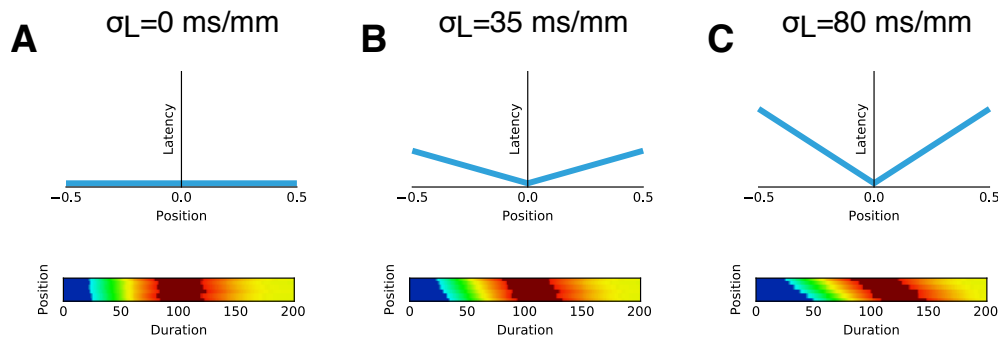 A σL=0 ms/mm
Latency
−0.5 0.0 0.5
Position
Position
0 50 100 150 200
Duration
B σL=35 ms/mm
Latency
−0.5 0.0 0.5
Position
Position
0 50 100 150 200
Duration
C σL=80 ms/mm
Latency
−0.5 0.0 0.5
Position
Position
0 50 100 150 200
Duration